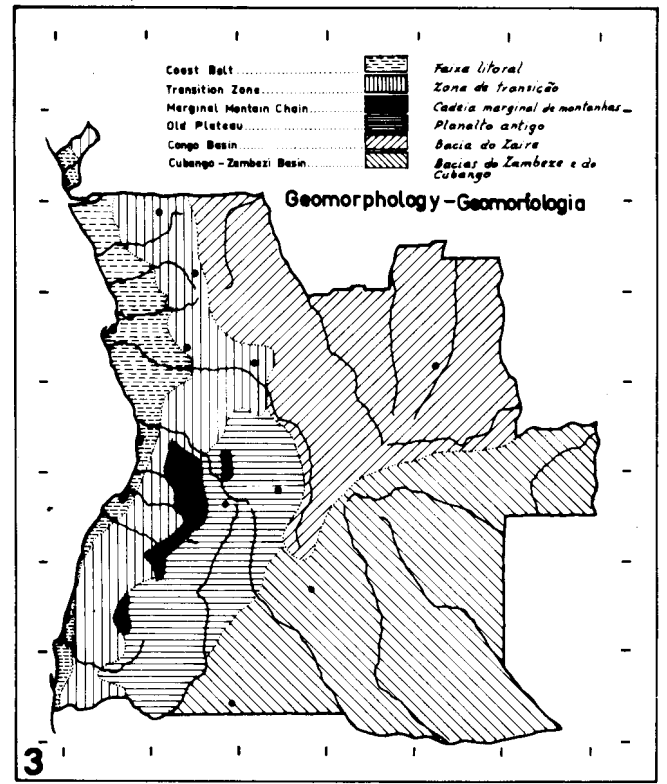 Coast Belt.................. Faixa litoral
Transition Zone............. Zona de transição
Marginal Montain Chain...... Cadeia marginal de montanhas_
Old Plateau................. Planalto antigo
Congo Basin................. Bacia do Zaire
Cubango-Zambezi Basin....... Bacias do Zambeze e do
Cubango
Geomorphology - Geomorfologia
3